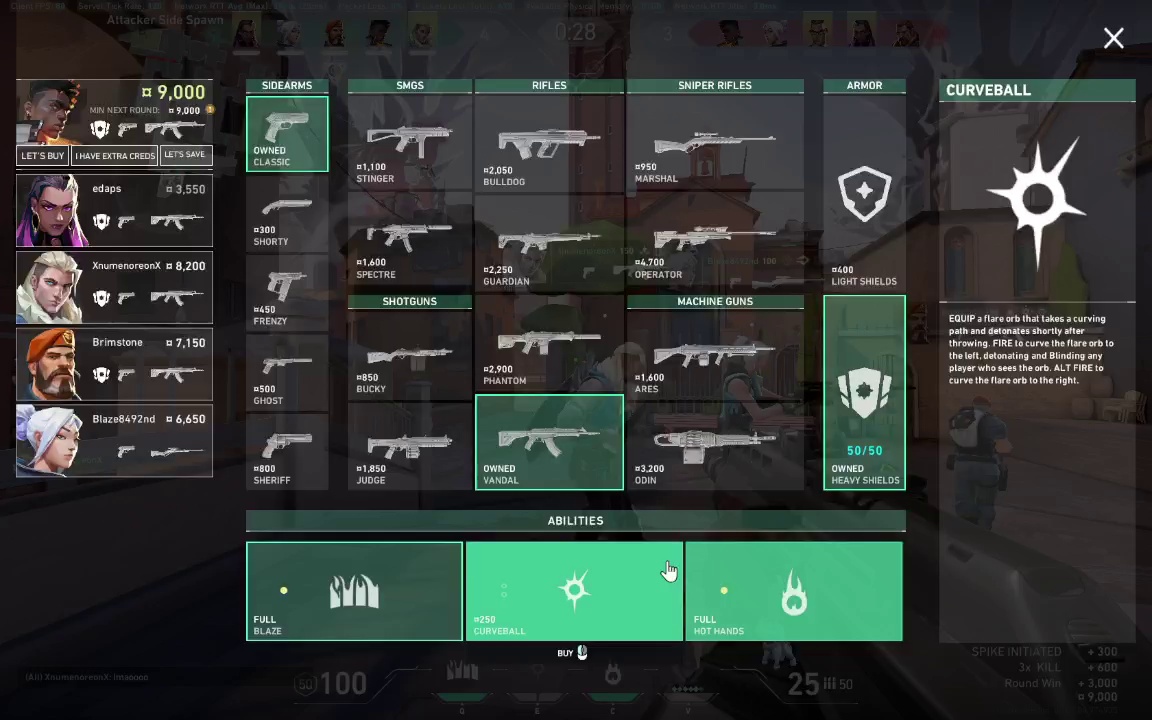 Attacker Side Spawn
4
0:28
3
¤ 9,000
MIN NEXT ROUND: ¤ 9,000
LET'S BUY
I HAVE EXTRA CREDS
LET'S SAVE
edaps
¤ 3,550
XnumenoreonX
¤ 8,200
Brimstone
¤ 7,150
Blaze8492nd
¤ 6,650
SIDEARMS
OWNED
CLASSIC
¤300
SHORTY
¤450
FRENZY
¤500
GHOST
¤800
SHERIFF
SMGS
¤1,100
STINGER
¤1,600
SPECTRE
SHOTGUNS
¤850
BUCKY
¤1,850
JUDGE
RIFLES
¤2,050
BULLDOG
¤2,250
GUARDIAN
¤2,900
PHANTOM
OWNED
VANDAL
SNIPER RIFLES
¤950
MARSHAL
¤4,700
OPERATOR
MACHINE GUNS
¤1,600
ARES
¤3,200
ODIN
ARMOR
¤400
LIGHT SHIELDS
50/50
OWNED
HEAVY SHIELDS
CURVEBALL
EQUIP a flare orb that takes a curving
path and detonates shortly after
throwing. FIRE to curve the flare orb to
the left, detonating and Blinding any
player who sees the orb. ALT FIRE to
curve the flare orb to the right.
ABILITIES
FULL
BLAZE
¤250
CURVEBALL
FULL
HOT HANDS
BUY
(All) XnumenoreonX: lmaooco
50 100
25 50
Q E C
SPIKE INITIATED + 300
3x KILL + 600
Round Win + 3,000
¤ 9,000